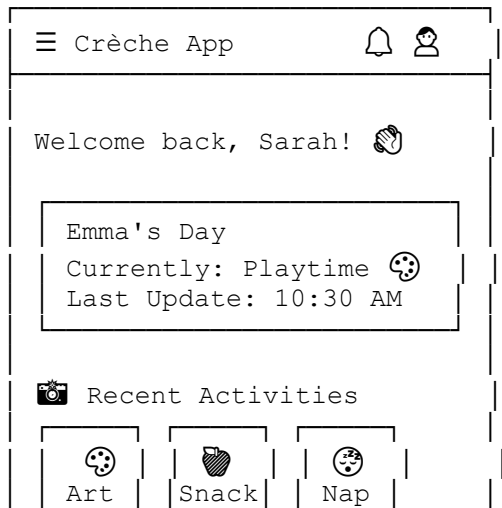 ☰ Crèche App 🔔 👤
Welcome back, Sarah! 👋
Emma's Day
Currently: Playtime 🎨
Last Update: 10:30 AM
📸 Recent Activities
🎨 🍎 😴
Art Snack Nap